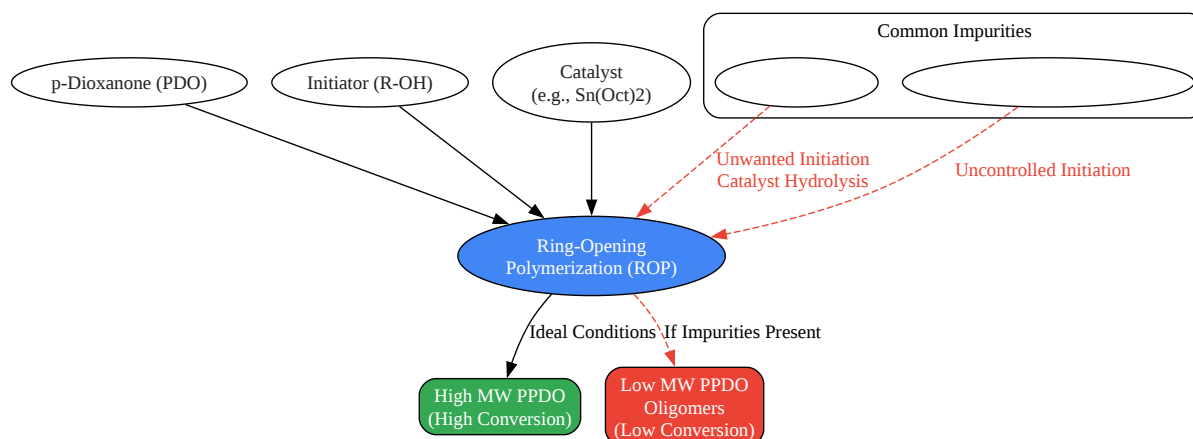 Common Impurities
p-Dioxanone (PDO)
Initiator (R-OH)
Catalyst
(e.g., Sn(Oct)2)
Unwanted Initiation
Catalyst Hydrolysis
Uncontrolled Initiation
Ring-Opening
Polymerization (ROP)
Ideal Conditions
If Impurities Present
High MW PPDO
(High Conversion)
Low MW PPDO
Oligomers
(Low Conversion)